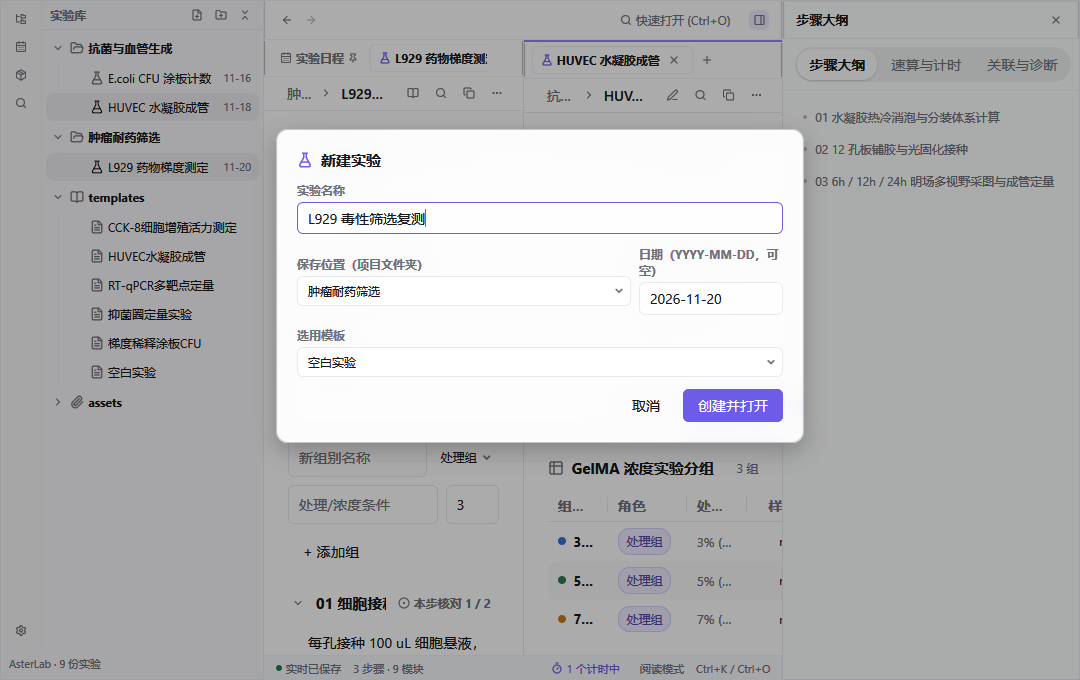 实验库
抗菌与血管生成
E.coli CFU 涂板计数 11-16
HUVEC 水凝胶成管 11-18
肿瘤耐药筛选
L929 药物梯度测定 11-20
templates
CCK-8细胞增殖活力测定
HUVEC水凝胶成管
RT-qPCR多靶点定量
抑菌圈定量实验
梯度稀释涂板CFU
空白实验
assets
AsterLab · 9 份实验
快速打开 (Ctrl+O)
实验日程
L929 药物梯度测
HUVEC 水凝胶成管
肿... L929...
抗... HUV...
新建实验
实验名称
L929 毒性筛选复测
保存位置（项目文件夹）
肿瘤耐药筛选
日期（YYYY-MM-DD，可
空）
2026-11-20
选用模板
空白实验
取消 创建并打开
新组别名称 处理组
处理/浓度条件 3
+ 添加组
01 细胞接种 本步核对 1 / 2
每孔接种 100 uL 细胞悬液，
实时已保存 3 步骤 · 9 模块
GelMA 浓度实验分组 3 组
组... 角色 处... 样
3... 处理组 3% (...
5... 处理组 5% (...
7... 处理组 7% (...
1 个计时中 阅读模式 Ctrl+K / Ctrl+O
步骤大纲
步骤大纲 速算与计时 关联与诊断
01 水凝胶热冷消泡与分装体系计算
02 12 孔板铺胶与光固化接种
03 6h / 12h / 24h 明场多视野采图与成管定量